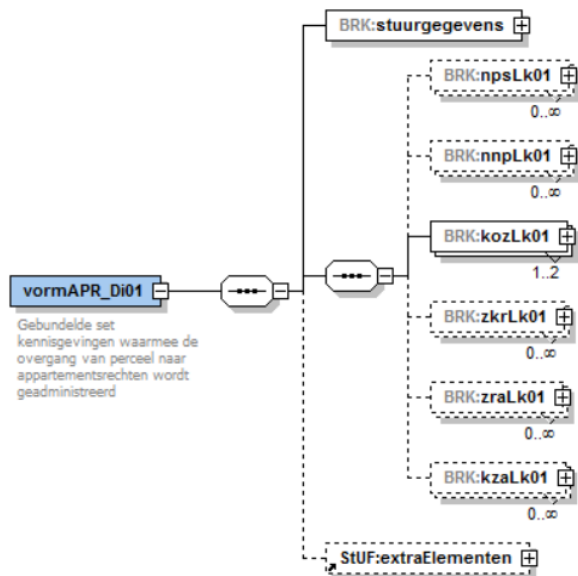 BRK:stuurgegevens
BRK:npsLk01
0..∞
BRK:nnpLk01
0..∞
BRK:kozLk01
1..2
vormAPR_Di01
Gebundelde set
kennisgevingen waarmee de
overgang van perceel naar
appartementsrechten wordt
geadministreerd
BRK:zkrLk01
0..∞
BRK:zraLk01
0..∞
BRK:kzaLk01
0..∞
StUF:extraElementen